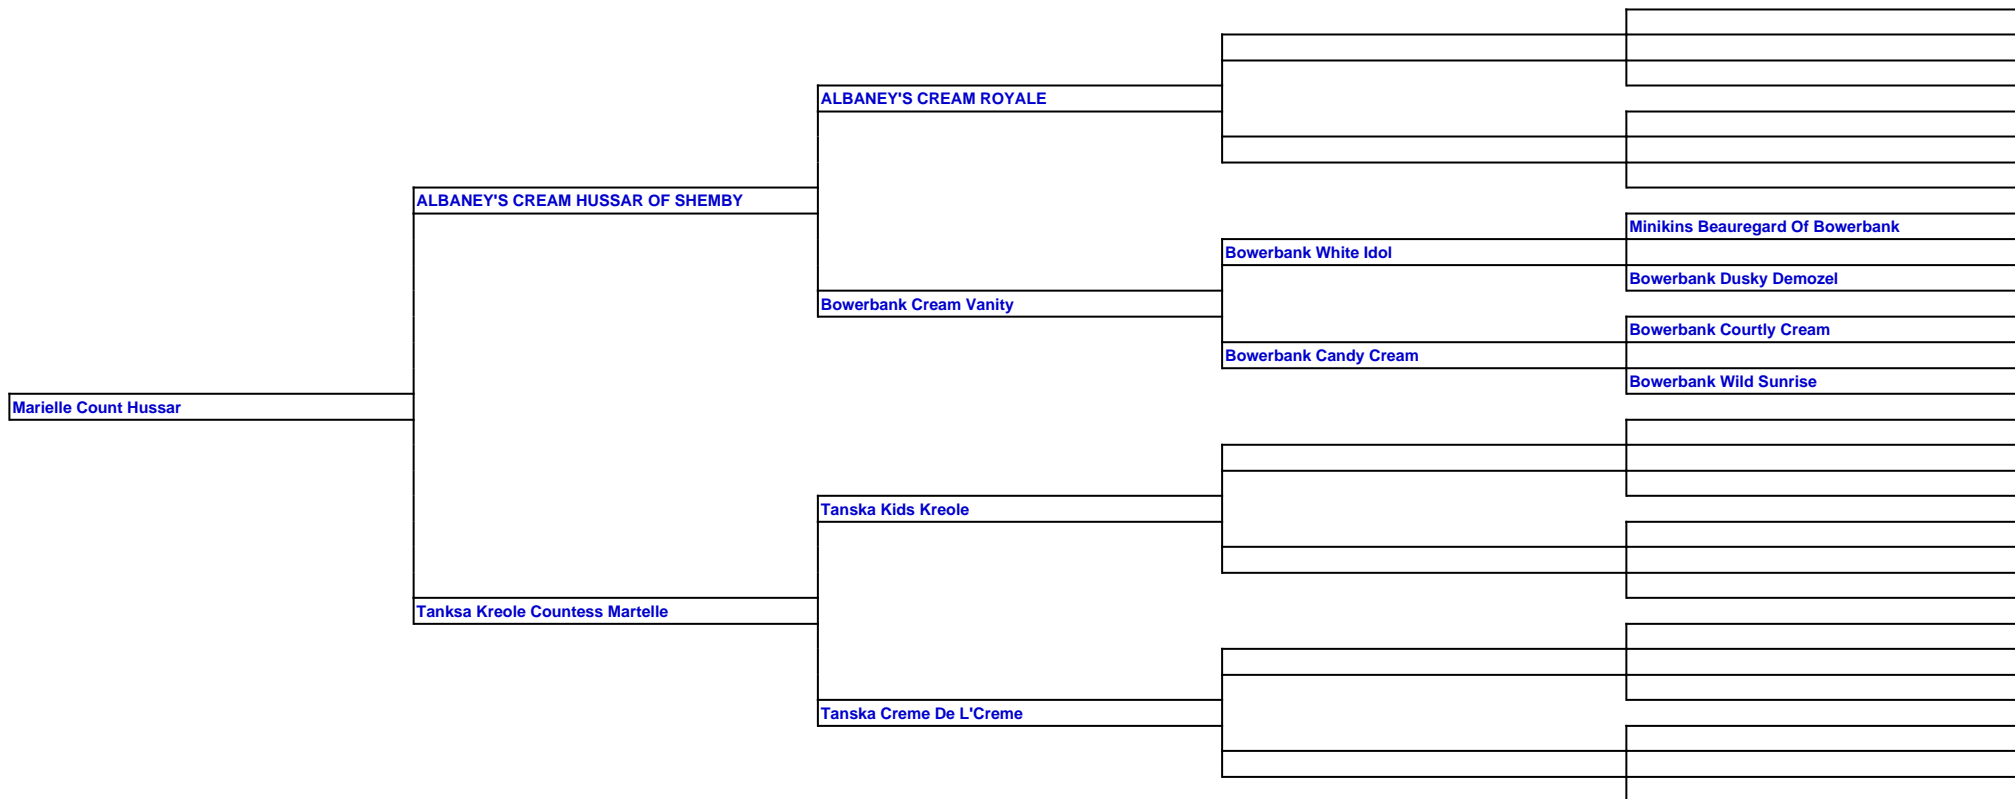 ALBANEY'S CREAM ROYALE
ALBANEY'S CREAM HUSSAR OF SHEMBY
Minikins Beauregard Of Bowerbank
Bowerbank White Idol
Bowerbank Dusky Demozel
Bowerbank Cream Vanity
Bowerbank Courtly Cream
Bowerbank Candy Cream
Bowerbank Wild Sunrise
Marielle Count Hussar
Tanska Kids Kreole
Tanksa Kreole Countess Martelle
Tanska Creme De L'Creme